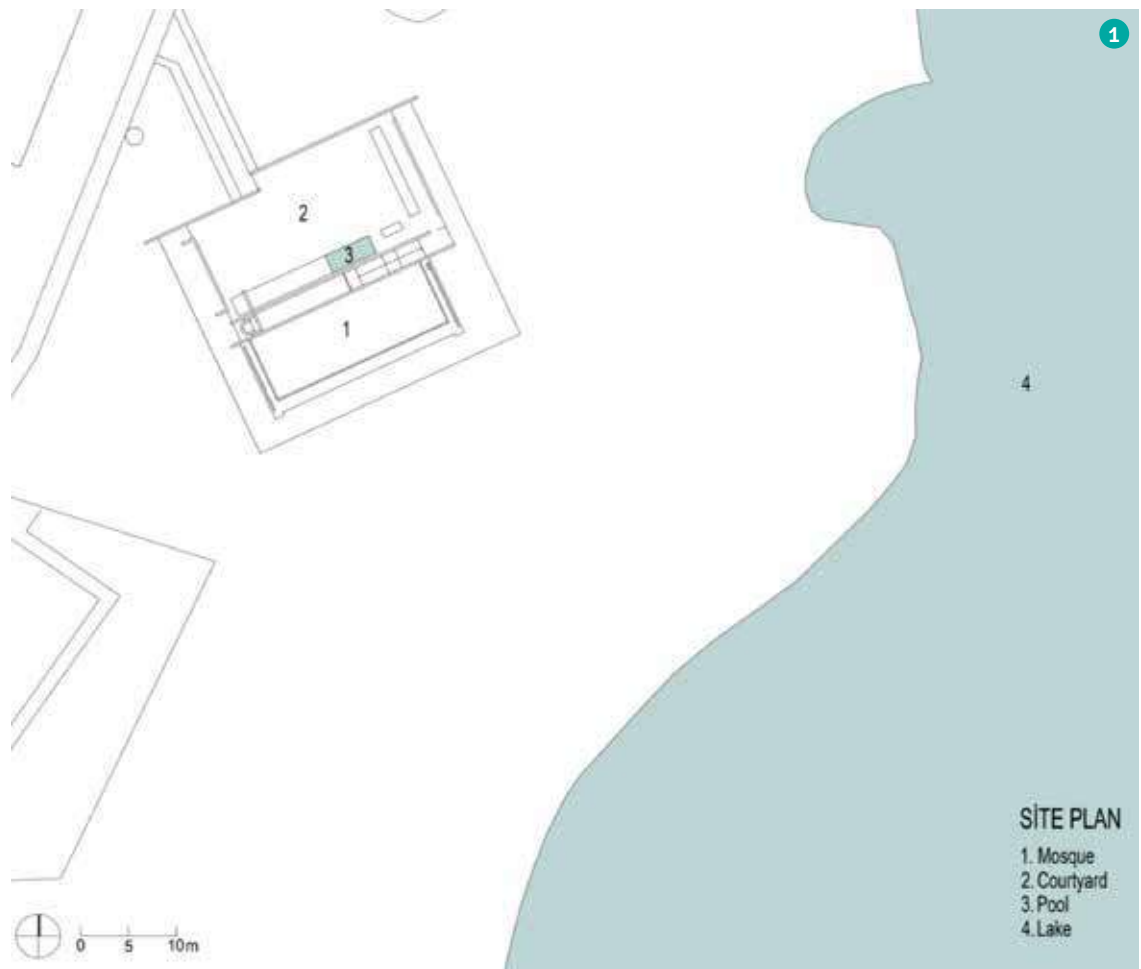 1
2
3
1
4
SİTE PLAN
1. Mosque
2. Courtyard
3. Pool
4. Lake
0 5 10m